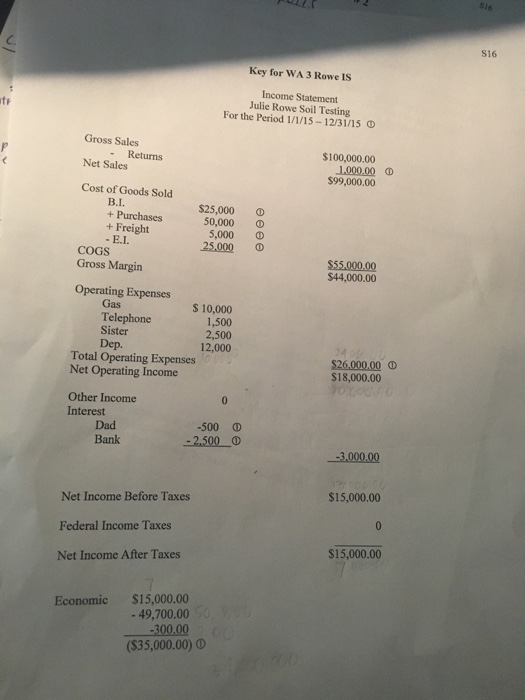 S16
Key for WA 3 Rowe IS
Income Statement
Julie Rowe Soil Testing
For the Period 1/1/15 – 12/31/15 ①
Gross Sales $100,000.00
- Returns 1,000.00 ①
Net Sales $99,000.00
Cost of Goods Sold
B.I. $25,000 ①
+ Purchases 50,000 ①
+ Freight 5,000 ①
- E.I. 25,000 ①
COGS $55,000.00
Gross Margin $44,000.00
Operating Expenses
Gas $ 10,000
Telephone 1,500
Sister 2,500
Dep. 12,000
Total Operating Expenses $26,000.00 ①
Net Operating Income $18,000.00
Other Income 0
Interest
Dad -500 ①
Bank - 2,500 ①
-3,000.00
Net Income Before Taxes $15,000.00
Federal Income Taxes 0
Net Income After Taxes $15,000.00
Economic $15,000.00
- 49,700.00
-300.00
($35,000.00) ①